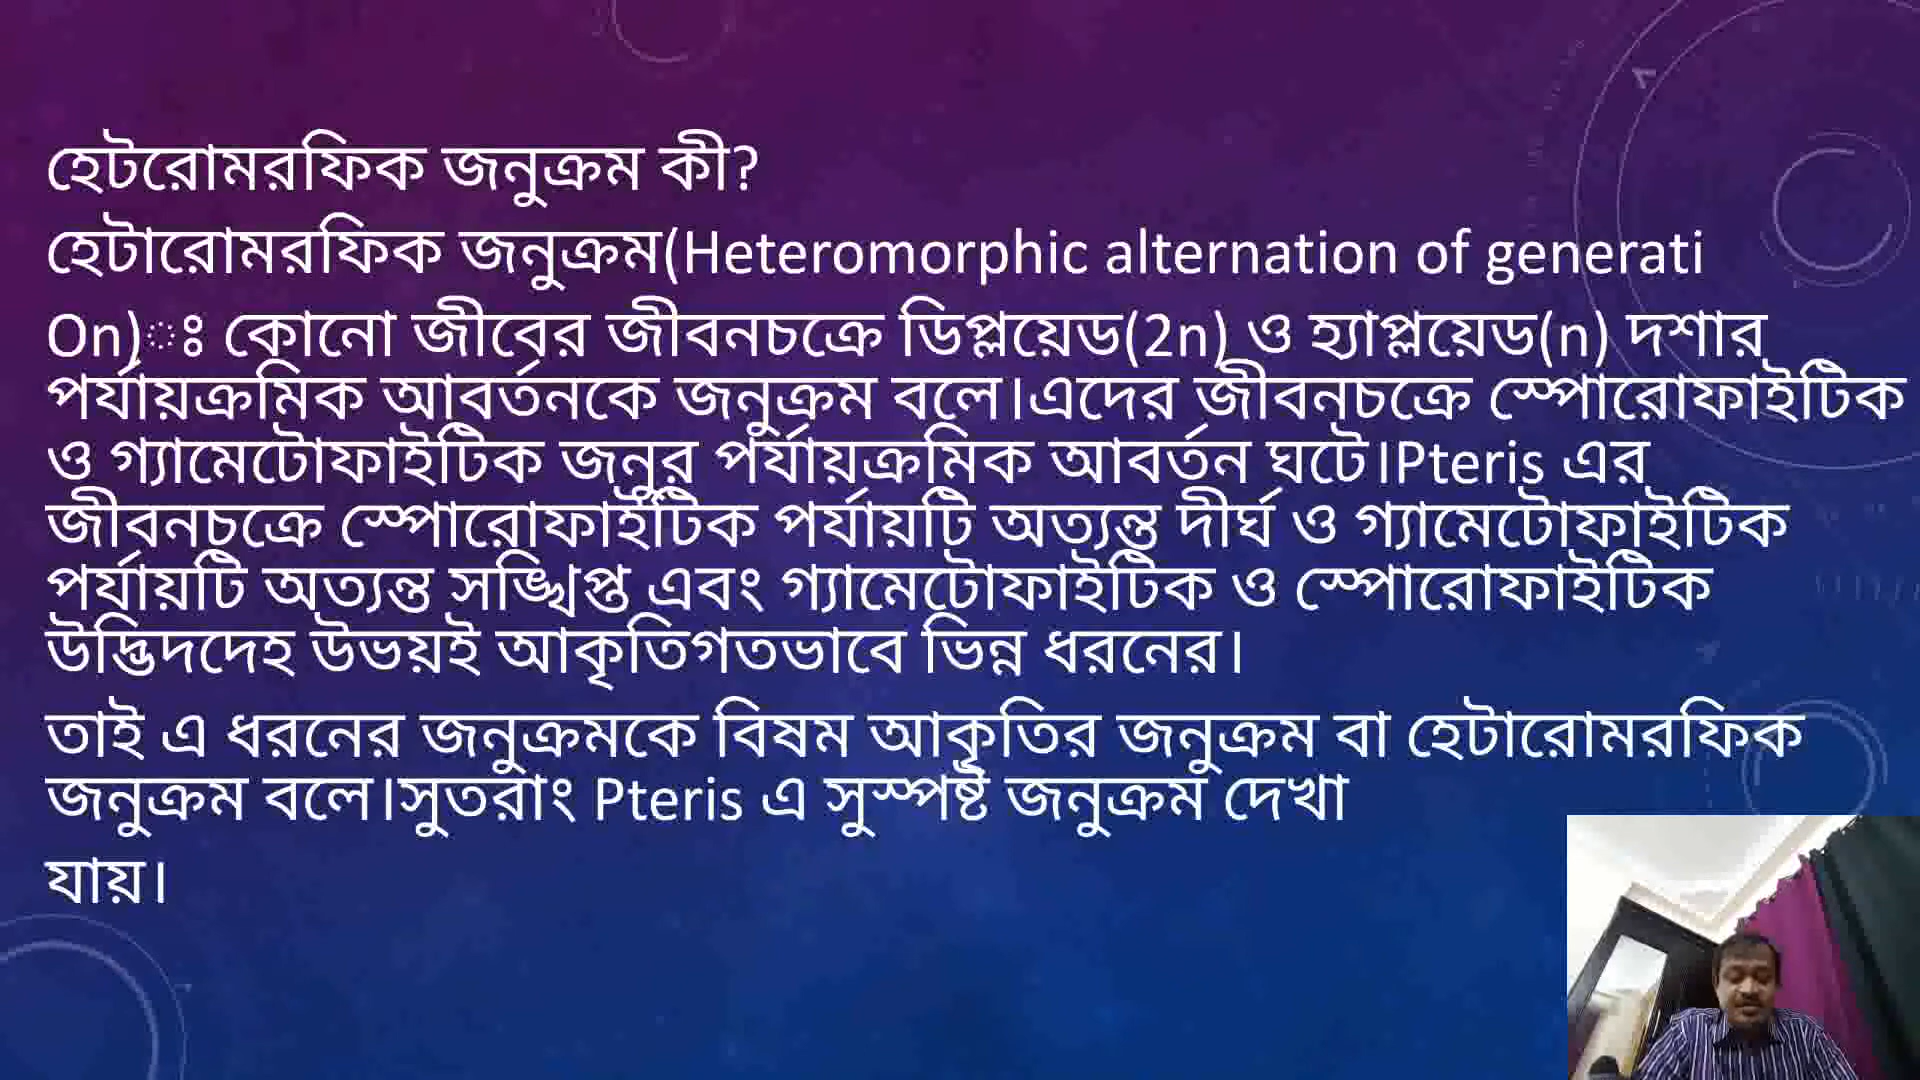 হেটরোমরফিক জনুক্রম কী?
হেটারোমরফিক জনুক্রম(Heteromorphic alternation of generati
On)ঃ কোনো জীবের জীবনচক্রে ডিপ্লয়েড(2n) ও হ্যাপ্লয়েড(n) দশার
পর্যায়ক্রমিক আবর্তনকে জনুক্রম বলে।এদের জীবনচক্রে স্পোরোফাইটিক
ও গ্যামেটোফাইটিক জনুর পর্যায়ক্রমিক আবর্তন ঘটে।Pteris এর
জীবনচক্রে স্পোরোফাইটিক পর্যায়টি অত্যন্ত দীর্ঘ ও গ্যামেটোফাইটিক
পর্যায়টি অত্যন্ত সঙ্খিপ্ত এবং গ্যামেটোফাইটিক ও স্পোরোফাইটিক
উদ্ভিদদেহ উভয়ই আকৃতিগতভাবে ভিন্ন ধরনের।
তাই এ ধরনের জনুক্রমকে বিষম আকৃতির জনুক্রম বা হেটারোমরফিক
জনুক্রম বলে।সুতরাং Pteris এ সুস্পষ্ট জনুক্রম দেখা
যায়।